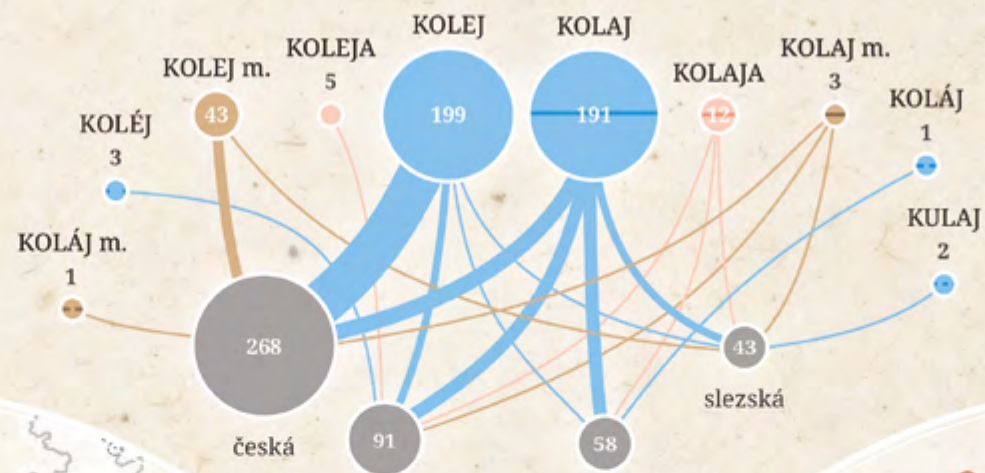 KOLEJ
199
KOLAJ
191
KOLEJA
5
KOLAJA
12
KOLAJ m.
3
KOLEJ m.
43
KOLÁJ
1
KOLÉJ
3
KULAJ
2
KOLÁJ m.
1
268
česká
91
58
43
slezská